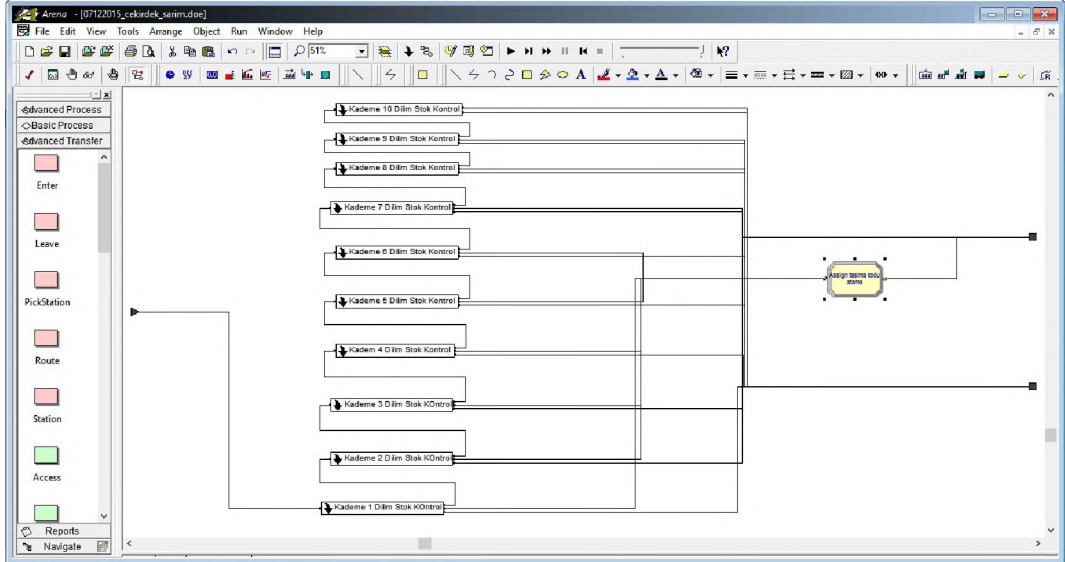 Arena - [07122015_cekirdek_sarim.doe]
File Edit View Tools Arrange Object Run Window Help
51%
Advanced Process
Basic Process
Advanced Transfer
Enter
Leave
PickStation
Route
Station
Access
Reports
Navigate
Kademe 10 Dilim Stok Kontrol
Kademe 9 Dilim Stok Kontrol
Kademe 8 Dilim Stok Kontrol
Kademe 7 Dilim Stok Kontrol
Kademe 6 Dilim Stok Kontrol
Assign tasima kodu
atama
Kademe 5 Dilim Stok Kontrol
Kadem 4 Dilim Stok Kontrol
Kademe 3 Dilim Stok KOntrol
Kademe 2 Dilim Stok KOntrol
Kademe 1 Dilim Stok KOntrol